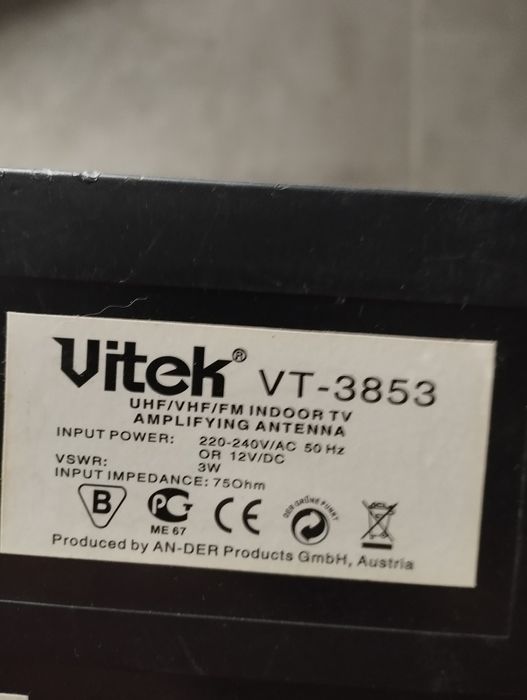 Vitek® VT-3853
UHF/VHF/FM INDOOR TV
AMPLIFYING ANTENNA
INPUT POWER: 220-240V/AC 50 Hz
OR 12V/DC
VSWR: 3W
INPUT IMPEDANCE: 75Ohm
B PG CE DER GRÜNE PUNKT
ME 67
Produced by AN-DER Products GmbH, Austria